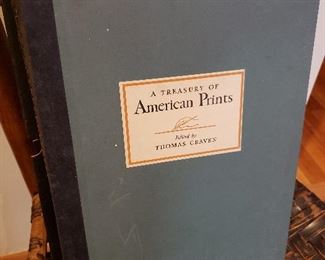 A TREASURY OF
American Prints
Edited by
THOMAS CRAVEN